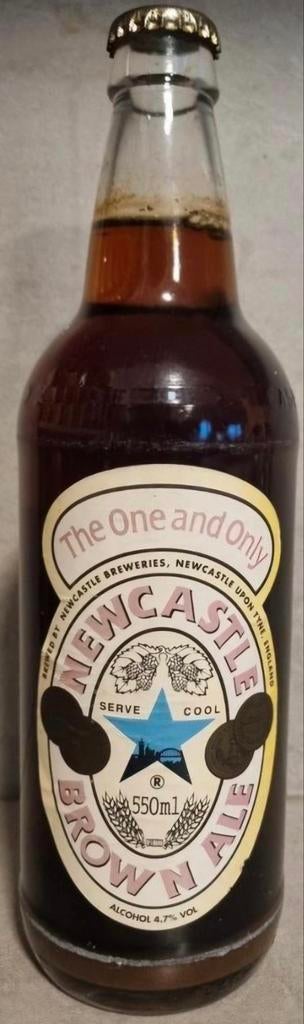 The One and Only
BREWED BY NEWCASTLE BREWERIES, NEWCASTLE UPON TYNE, ENGLAND
NEWCASTLE
SERVE COOL
®
550ml
BROWN ALE
ALCOHOL 4.7% VOL